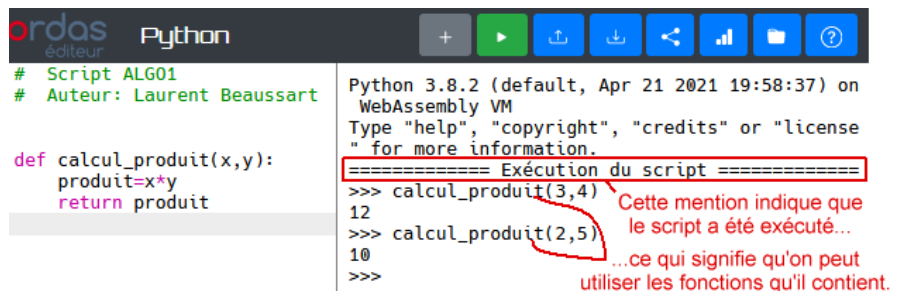 ordas
éditeur
Python
# Script ALGO1
# Auteur: Laurent Beaussart
def calcul_produit(x,y):
    produit=x*y
    return produit
Python 3.8.2 (default, Apr 21 2021 19:58:37) on
 WebAssembly VM
Type "help", "copyright", "credits" or "license
" for more information.
============= Exécution du script =============
>>> calcul_produit(3,4)
12
>>> calcul_produit(2,5)
10
>>>
Cette mention indique que
le script a été exécuté...
...ce qui signifie qu'on peut
utiliser les fonctions qu'il contient.